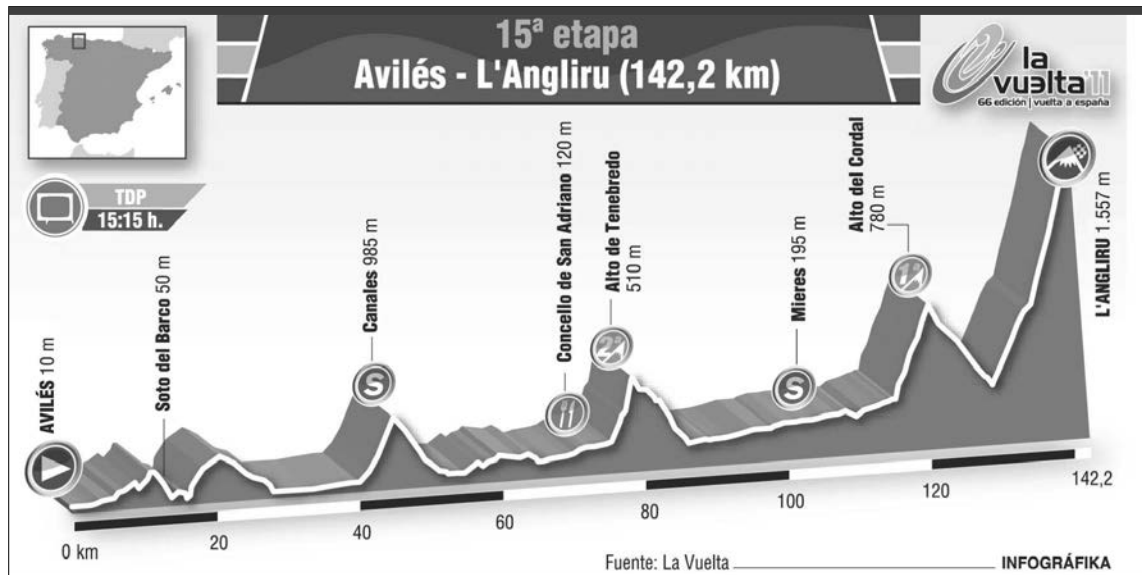 15ª etapa
Avilés - L'Angliru (142,2 km)
la
vuelta'11
66 edición | vuelta a españa
TDP
15:15 h.
AVILÉS 10 m
Soto del Barco 50 m
Canales 985 m
S
Concello de San Adriano 120 m
Alto de Tenebredo
510 m
2ª
Mieres 195 m
S
Alto del Cordal
780 m
1ª
L'ANGLIRU 1.557 m
0 km
20
40
60
80
100
120
142,2
Fuente: La Vuelta
INFOGRÁFIKA